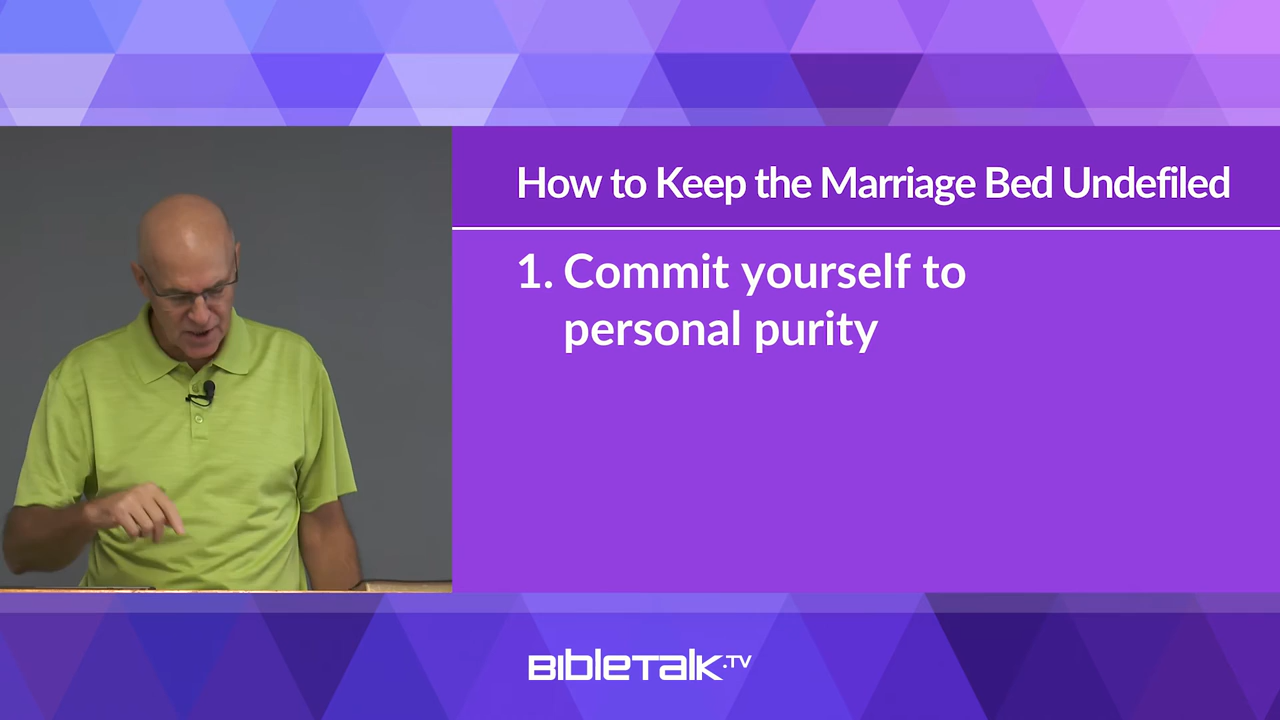 How to Keep the Marriage Bed Undefiled
1. Commit yourself to
personal purity
BIBLETALK.TV